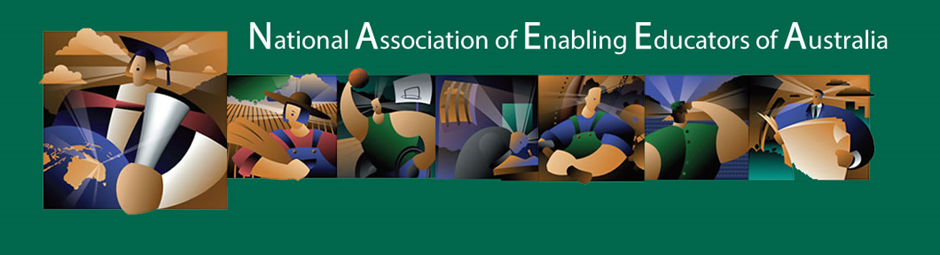 National Association of Enabling Educators of Australia